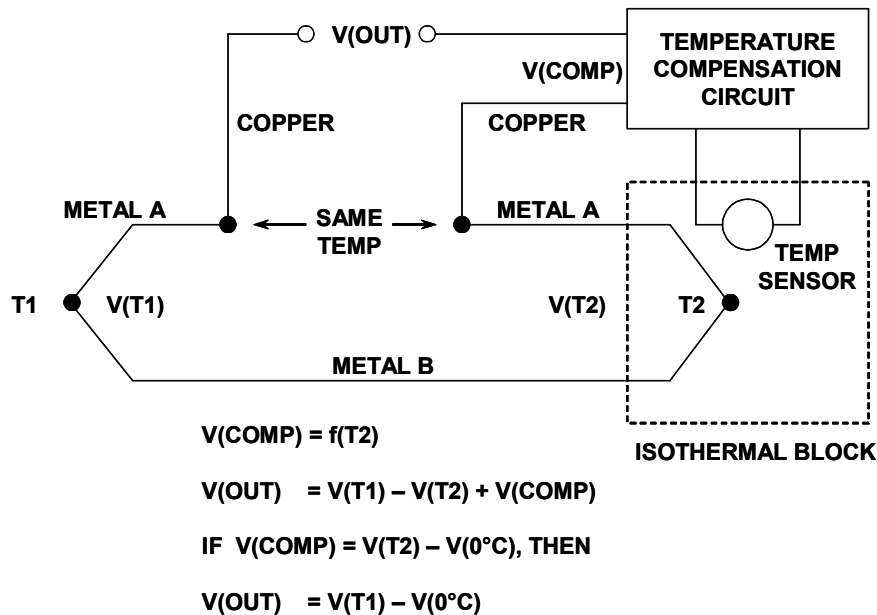 V(OUT)
TEMPERATURE
COMPENSATION
CIRCUIT
V(COMP)
COPPER
COPPER
METAL A
SAME
TEMP
METAL A
TEMP
SENSOR
T1
V(T1)
V(T2)
T2
METAL B
ISOTHERMAL BLOCK
V(COMP) = f(T2)
V(OUT) = V(T1) – V(T2) + V(COMP)
IF V(COMP) = V(T2) – V(0°C), THEN
V(OUT) = V(T1) – V(0°C)